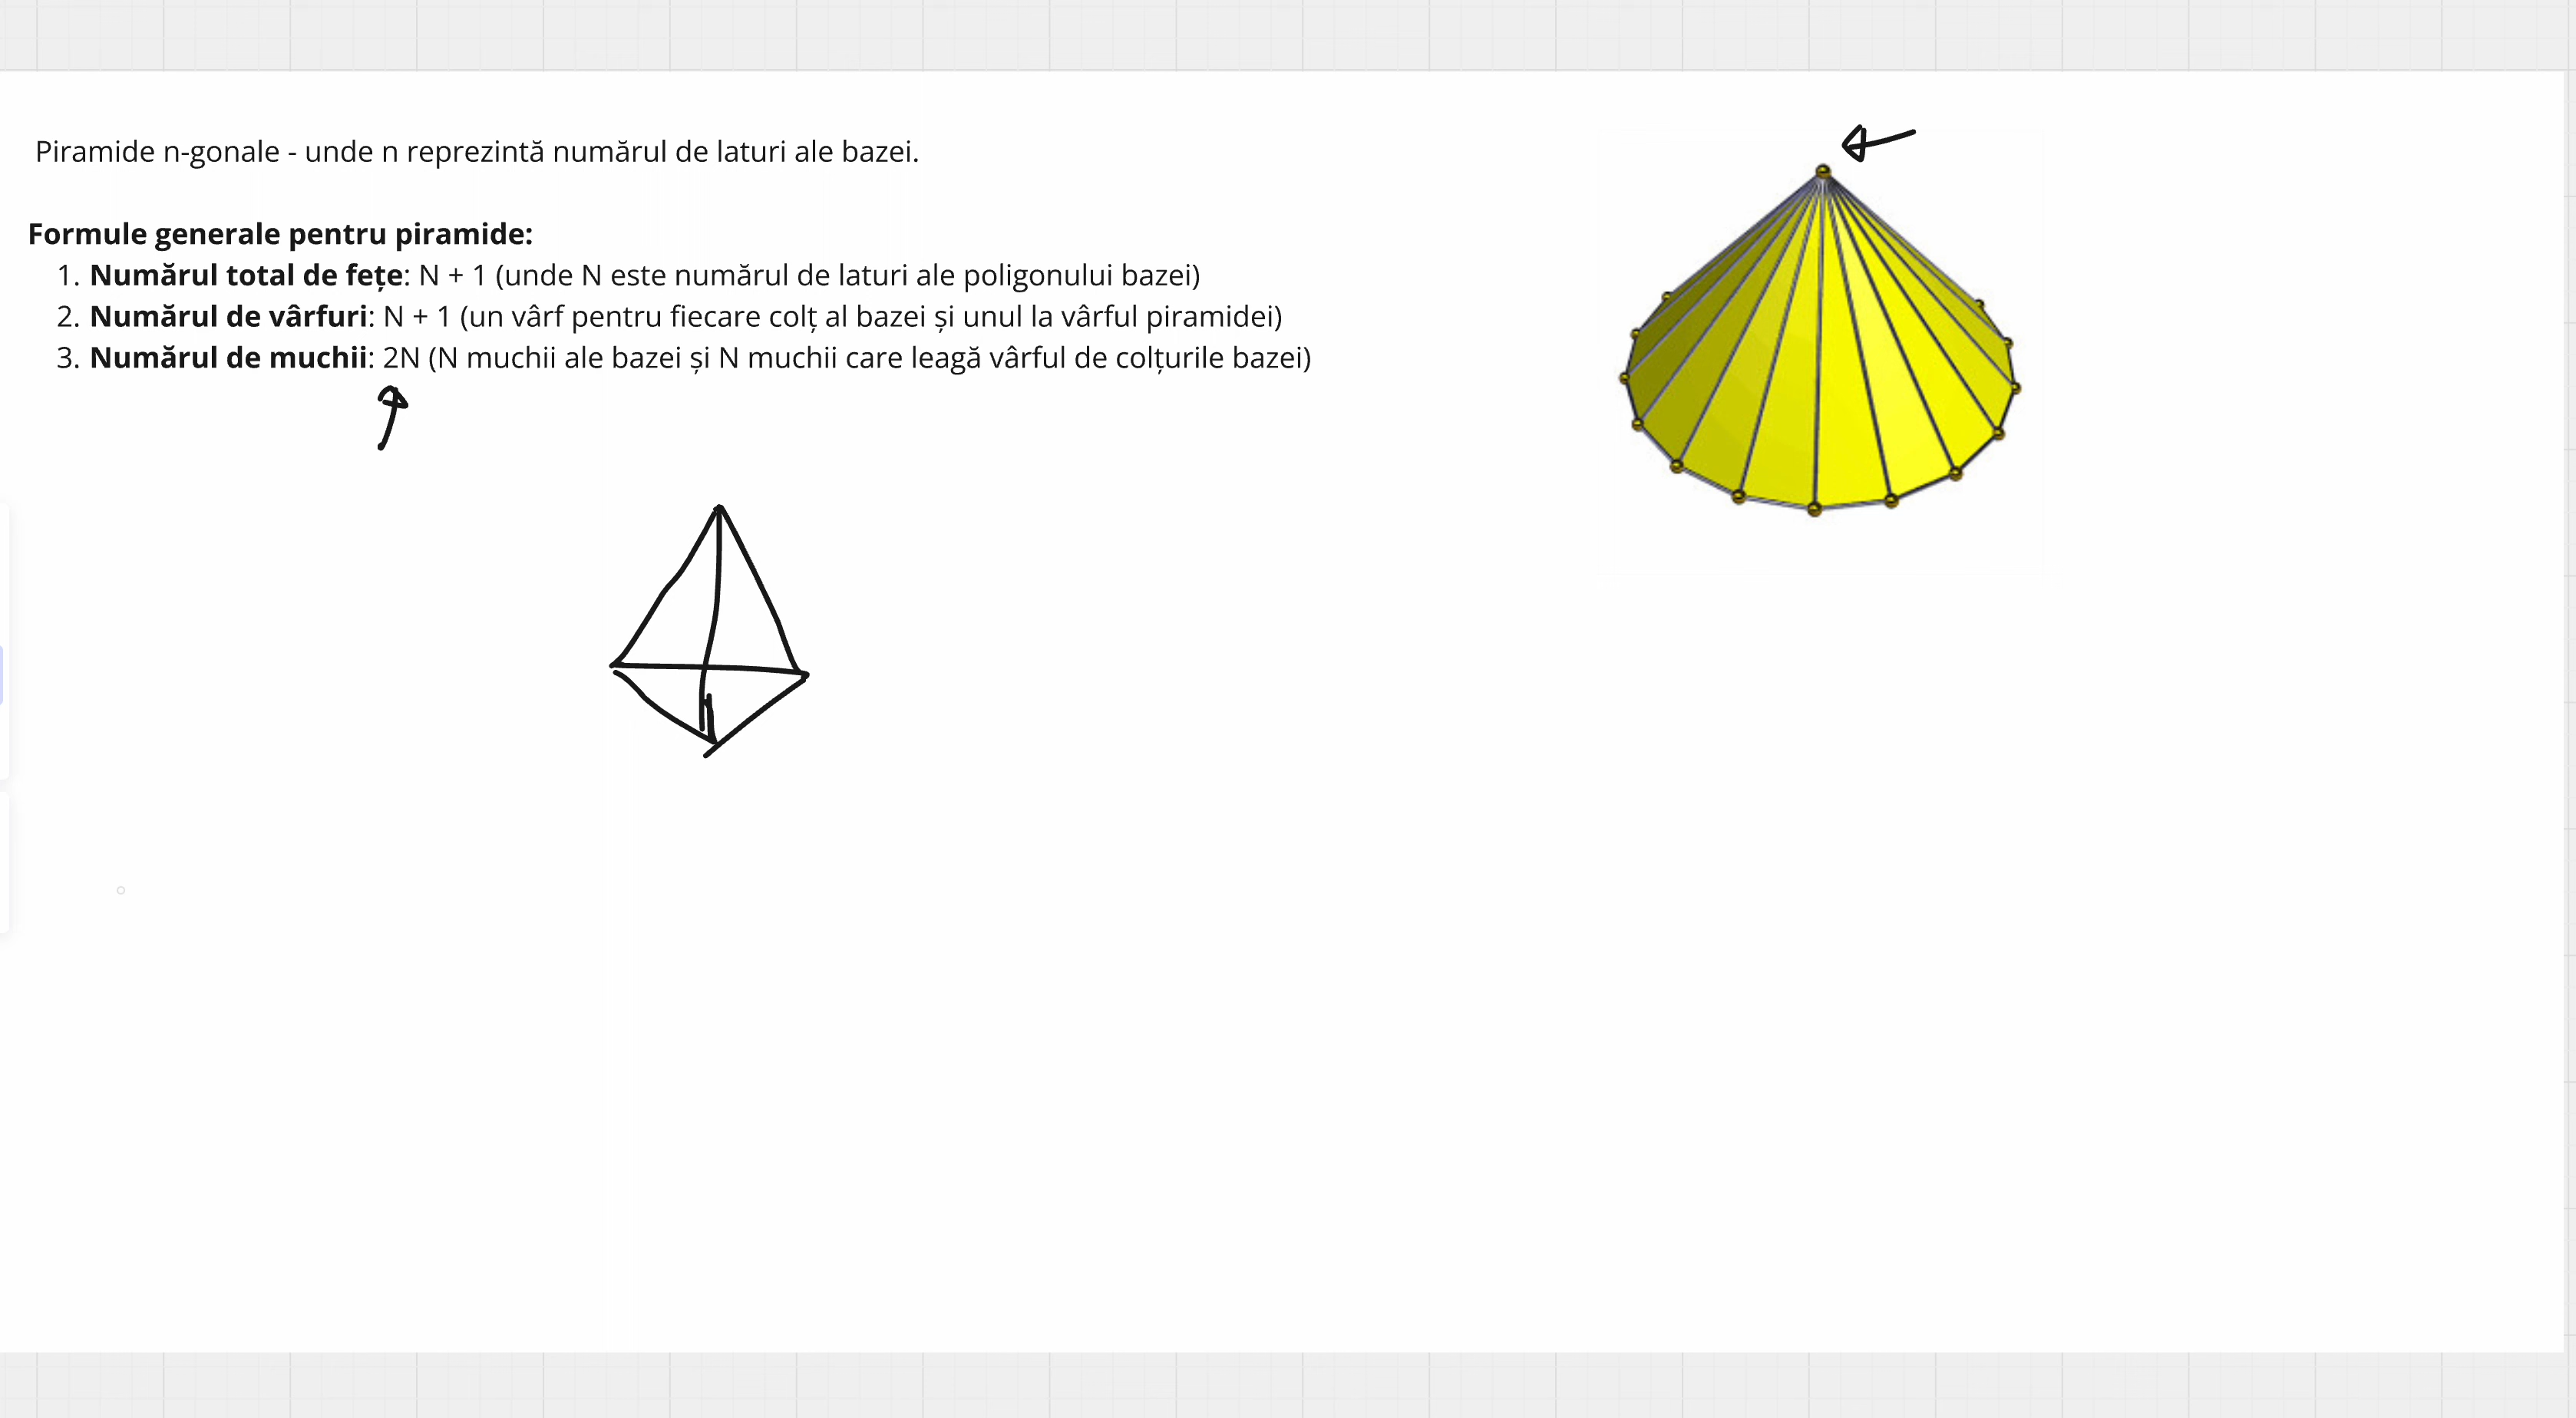 Piramide n-gonale - unde n reprezintă numărul de laturi ale bazei.
Formule generale pentru piramide:
1. Numărul total de fețe: N + 1 (unde N este numărul de laturi ale poligonului bazei)
2. Numărul de vârfuri: N + 1 (un vârf pentru fiecare colț al bazei și unul la vârful piramidei)
3. Numărul de muchii: 2N (N muchii ale bazei și N muchii care leagă vârful de colțurile bazei)